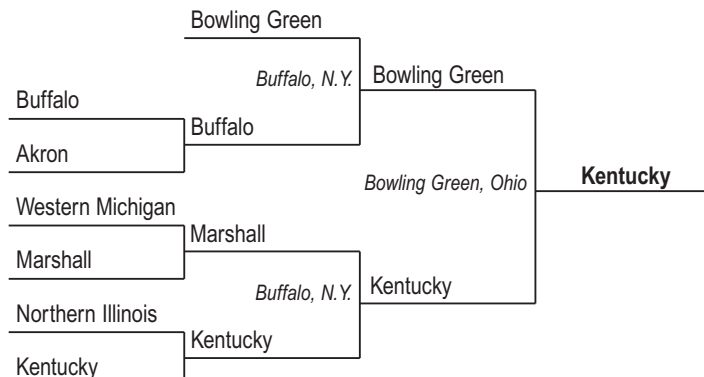 Bowling Green
Buffalo, N.Y.
Bowling Green
Buffalo
Buffalo
Akron
Kentucky
Bowling Green, Ohio
Western Michigan
Marshall
Marshall
Buffalo, N.Y.
Kentucky
Northern Illinois
Kentucky
Kentucky